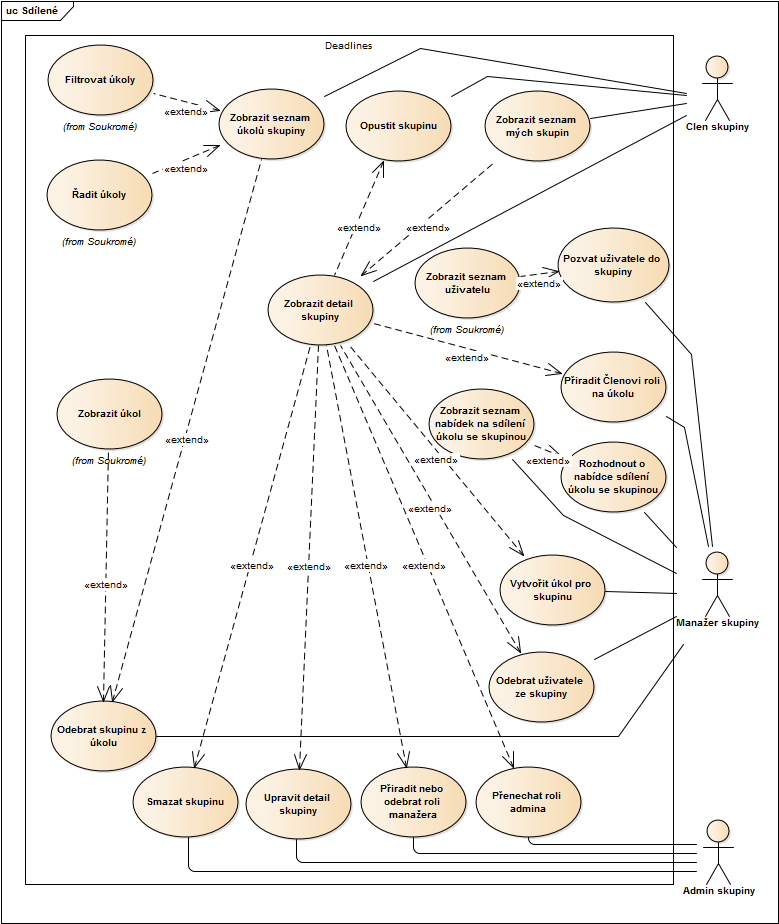 uc Sdílené
Deadlines
Filtrovat úkoly
(from Soukromé)
«extend»
Řadit úkoly
(from Soukromé)
«extend»
Zobrazit seznam
úkolů skupiny
Opustit skupinu
Zobrazit seznam
mých skupin
Clen skupiny
«extend»
«extend»
Zobrazit seznam
uživatelu
(from Soukromé)
«extend»
Pozvat uživatele do
skupiny
Zobrazit detail
skupiny
«extend»
Přiradit Členovi roli
na úkolu
Zobrazit úkol
(from Soukromé)
«extend»
Zobrazit seznam
nabídek na sdílení
úkolu se skupinou
«extend»
«extend»
Rozhodnout o
nabídce sdílení
úkolu se skupinou
«extend»
«extend»
«extend»
«extend»
«extend»
«extend»
Vytvořit úkol pro
skupinu
Manažer skupiny
Odebrat uživatele
ze skupiny
Odebrat skupinu z
úkolu
Smazat skupinu
Upravit detail
skupiny
Přiradit nebo
odebrat roli
manažera
Přenechat roli
admina
Admin skupiny